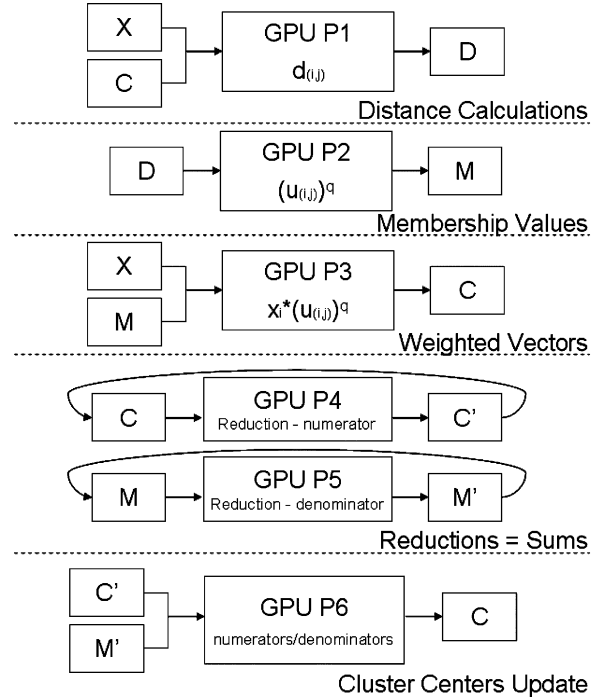 X
GPU P1
D
C
d(i,j)
Distance Calculations
D
GPU P2
M
(u(i,j))q
Membership Values
X
GPU P3
C
M
xi*(u(i,j))q
Weighted Vectors
C
GPU P4
C'
Reduction - numerator
M
GPU P5
M'
Reduction - denominator
Reductions = Sums
C'
GPU P6
C
M'
numerators/denominators
Cluster Centers Update